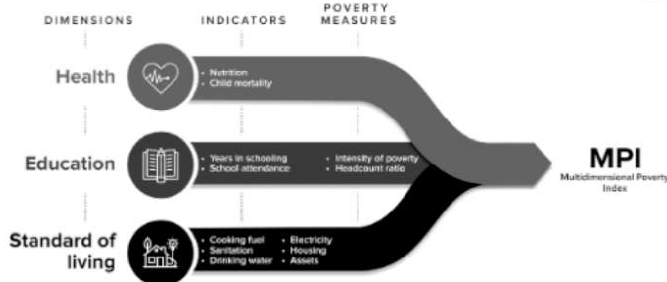 DIMENSIONS
INDICATORS
POVERTY
MEASURES
Health
• Nutrition
• Child mortality
Education
• Years in schooling
• School attendance
• Intensity of poverty
• Headcount ratio
MPI
Multidimensional Poverty
Index
Standard of
living
• Cooking fuel
• Sanitation
• Drinking water
• Electricity
• Housing
• Assets